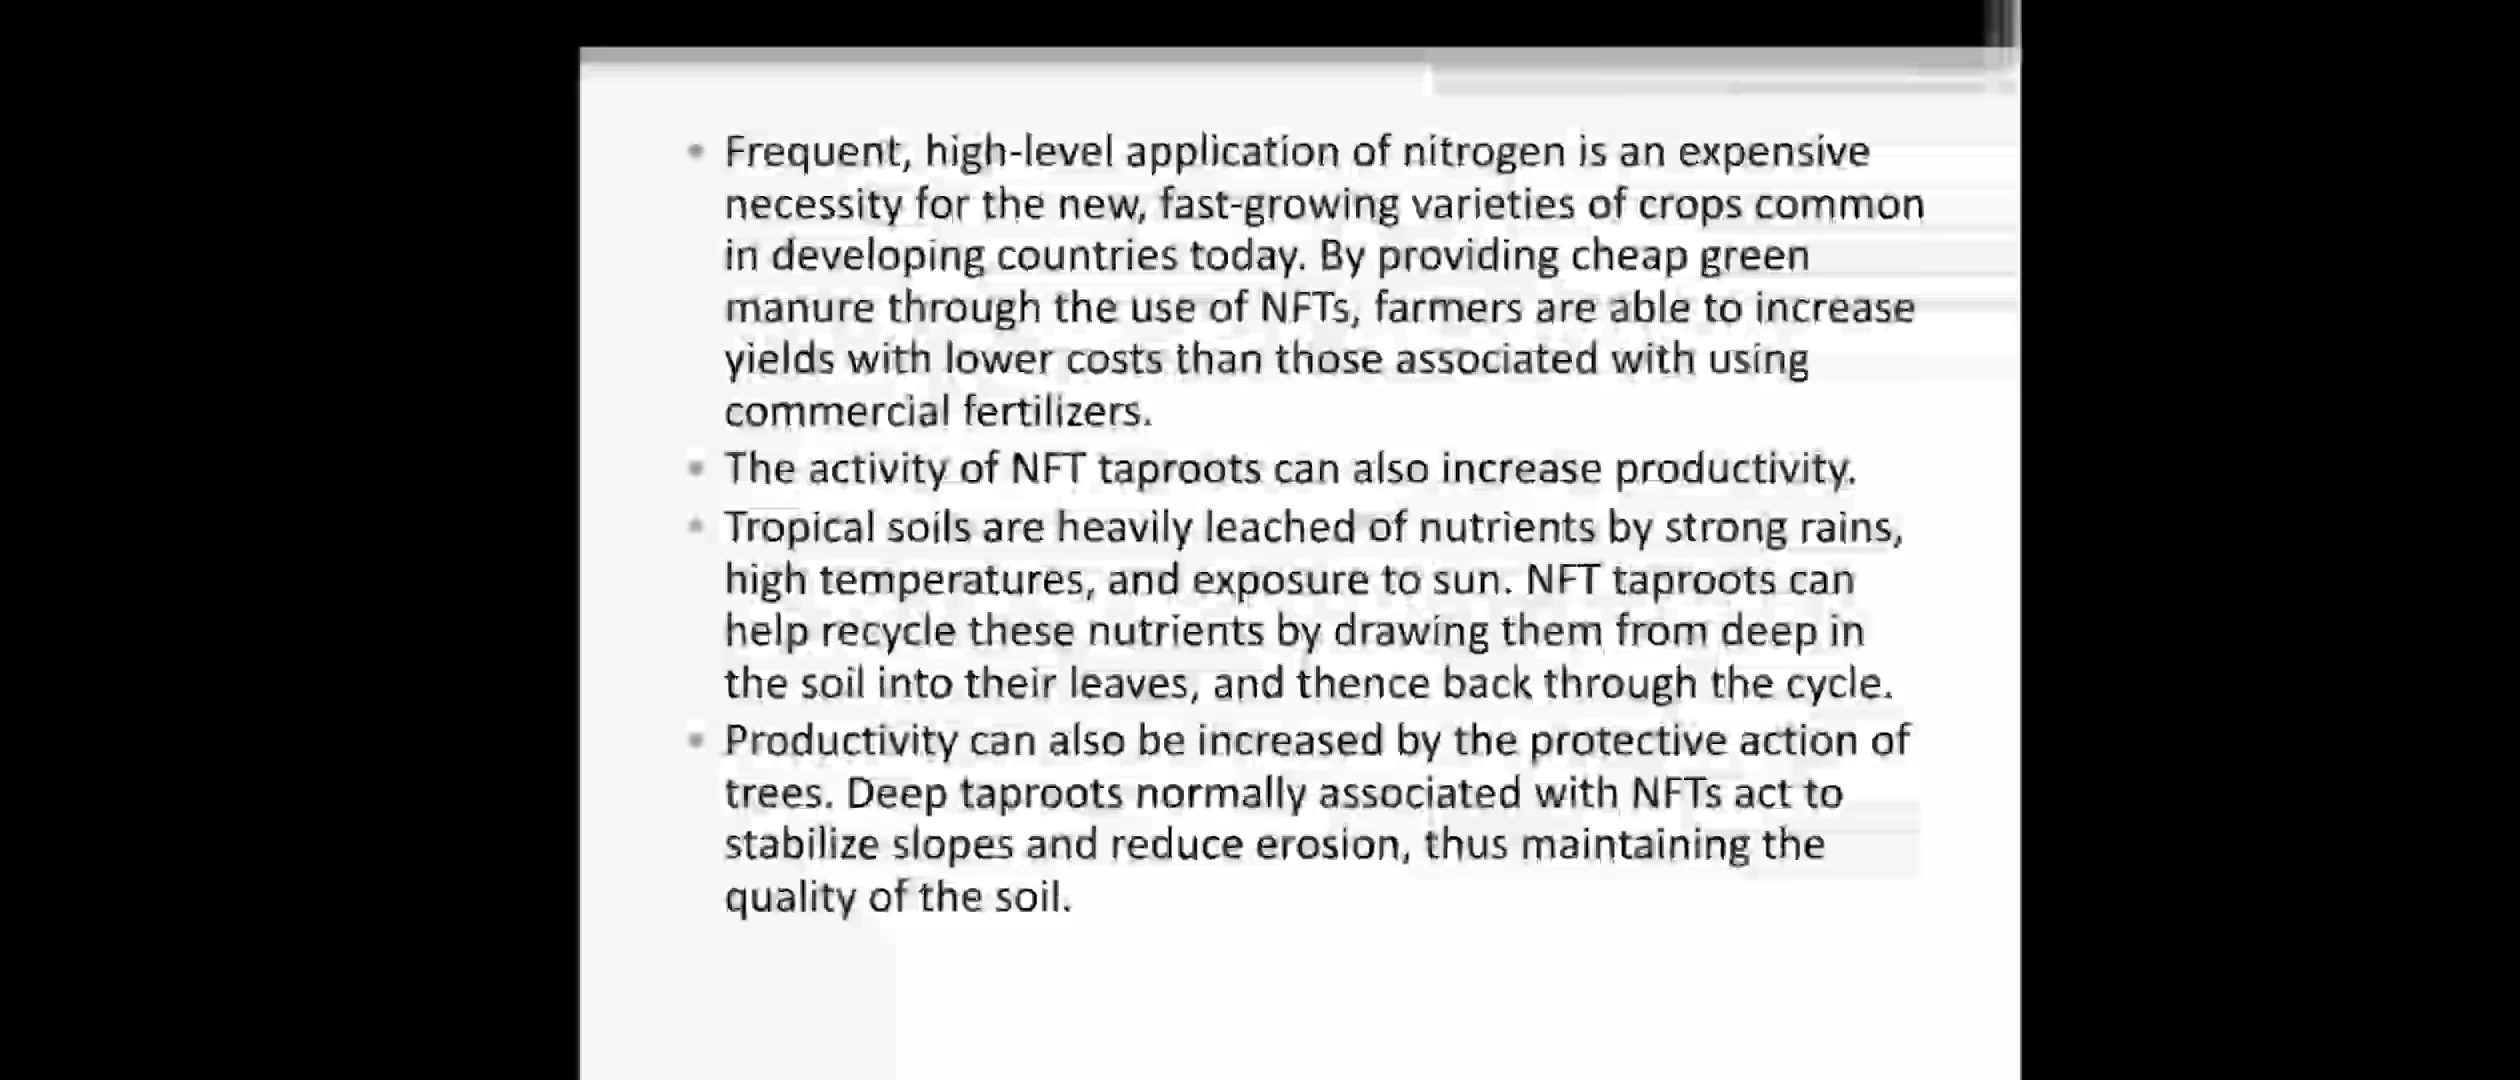 • Frequent, high-level application of nitrogen is an expensive
necessity for the new, fast-growing varieties of crops common
in developing countries today. By providing cheap green
manure through the use of NFTs, farmers are able to increase
yields with lower costs than those associated with using
commercial fertilizers.
• The activity of NFT taproots can also increase productivity.
• Tropical soils are heavily leached of nutrients by strong rains,
high temperatures, and exposure to sun. NFT taproots can
help recycle these nutrients by drawing them from deep in
the soil into their leaves, and thence back through the cycle.
• Productivity can also be increased by the protective action of
trees. Deep taproots normally associated with NFTs act to
stabilize slopes and reduce erosion, thus maintaining the
quality of the soil.